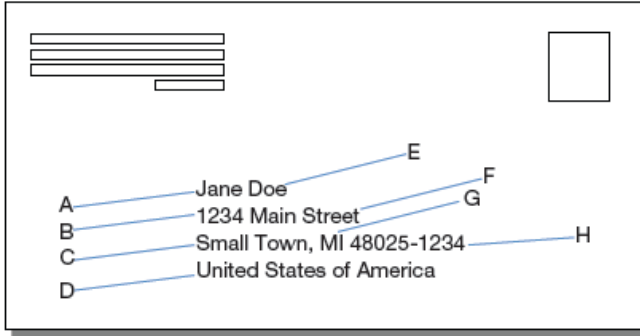 E
F
A Jane Doe
G
B 1234 Main Street
C Small Town, MI 48025-1234 H
D United States of America